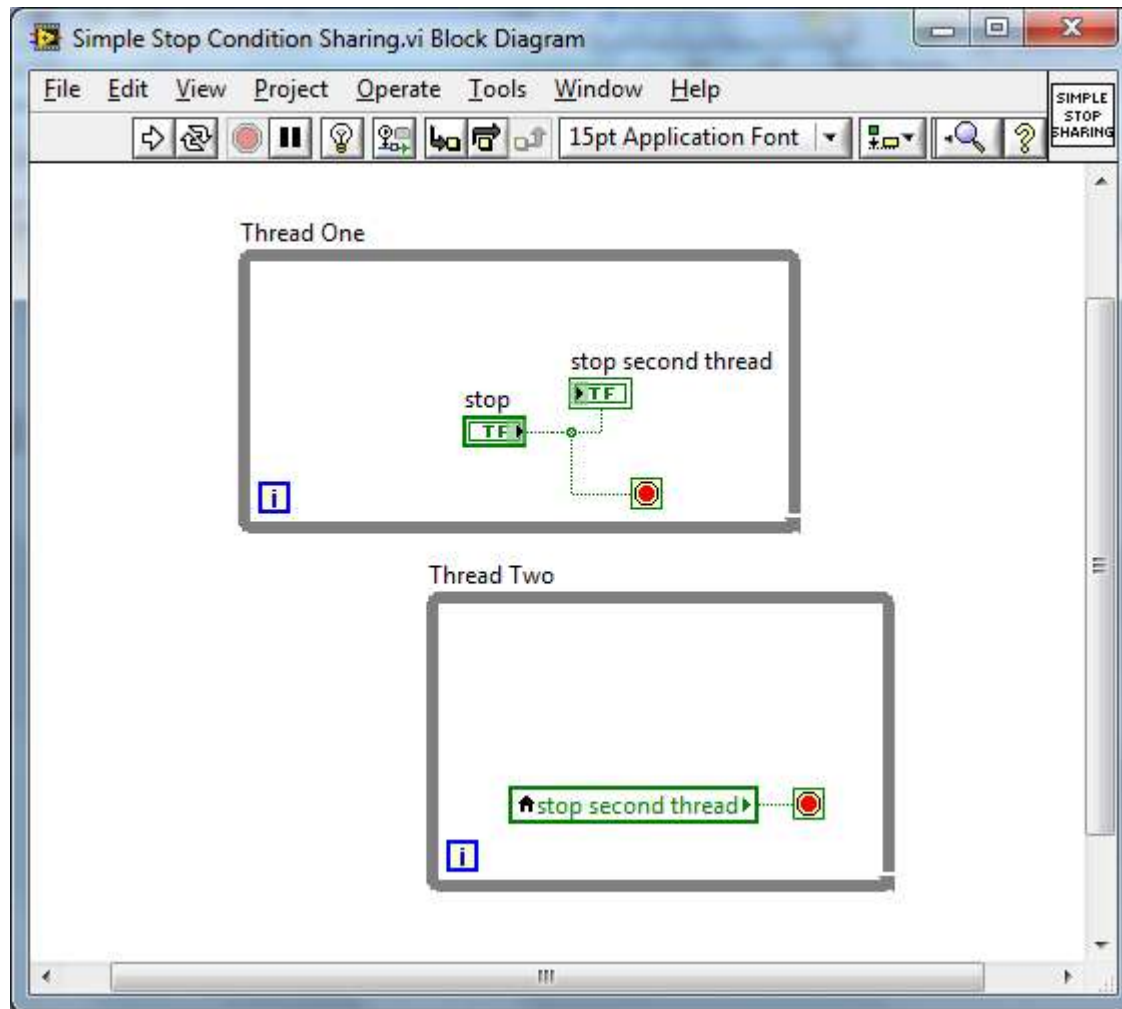 Simple Stop Condition Sharing.vi Block Diagram
File Edit View Project Operate Tools Window Help
SIMPLE
STOP
SHARING
15pt Application Font
Thread One
stop second thread
TF
stop
TF
i
Thread Two
stop second thread
i